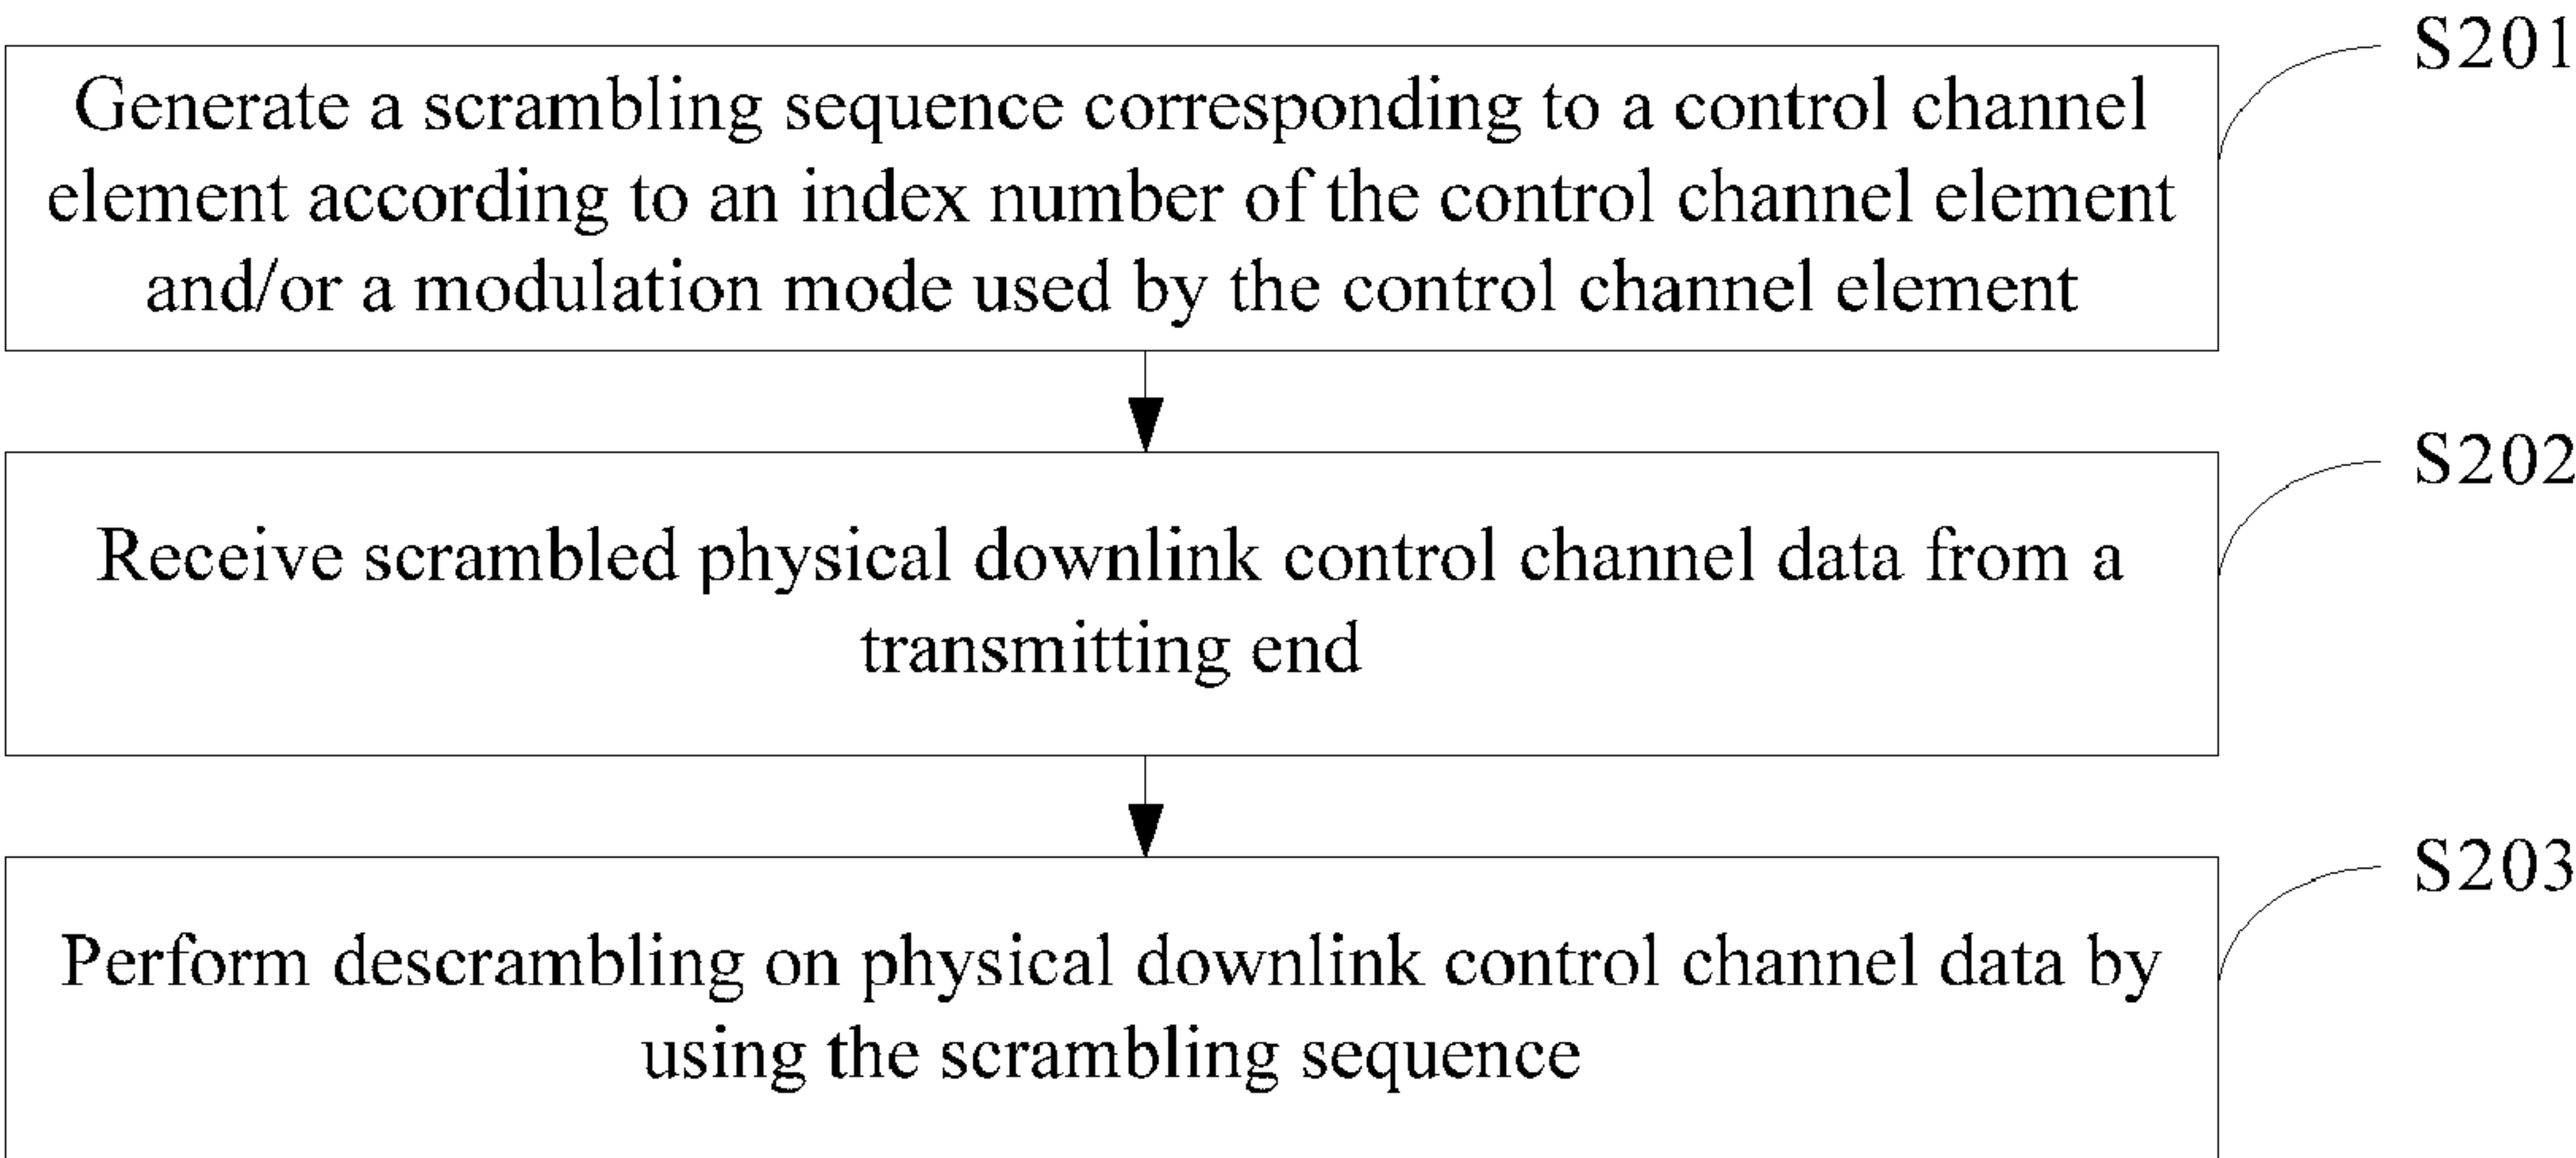 S201
Generate a scrambling sequence corresponding to a control channel
element according to an index number of the control channel element
and/or a modulation mode used by the control channel element
S202
Receive scrambled physical downlink control channel data from a
transmitting end
S203
Perform descrambling on physical downlink control channel data by
using the scrambling sequence